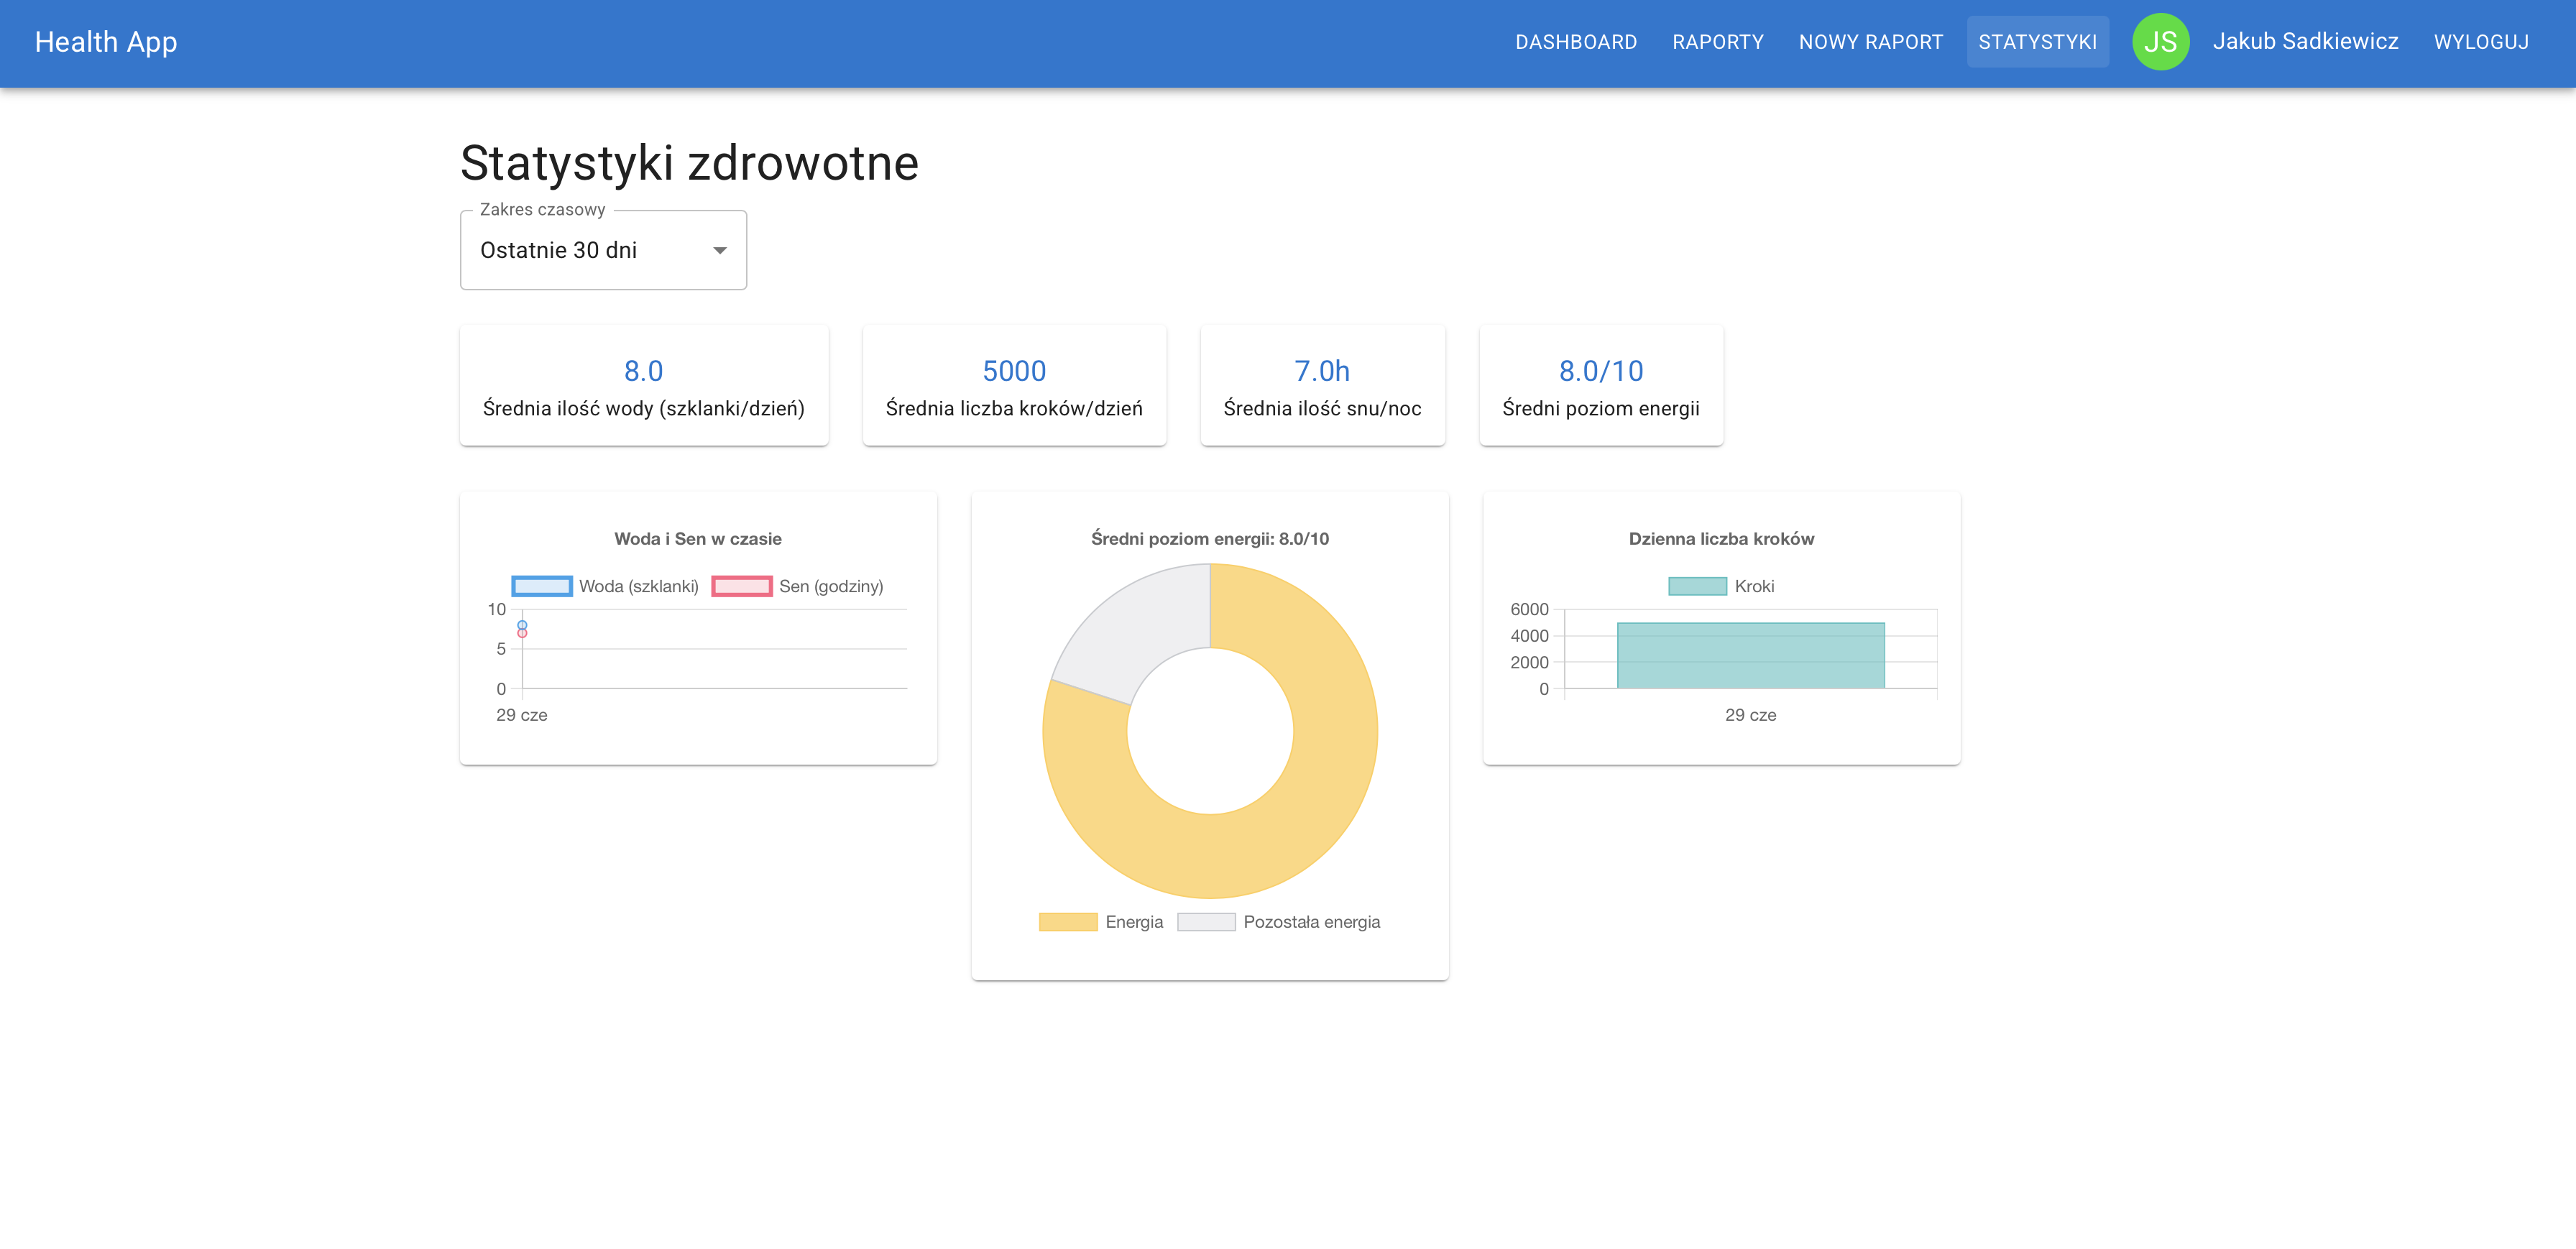 Health App
DASHBOARD RAPORTY NOWY RAPORT STATYSTYKI JS Jakub Sadkiewicz WYLOGUJ
Statystyki zdrowotne
Zakres czasowy
Ostatnie 30 dni
8.0
Średnia ilość wody (szklanki/dzień)
5000
Średnia liczba kroków/dzień
7.0h
Średnia ilość snu/noc
8.0/10
Średni poziom energii
Woda i Sen w czasie
Woda (szklanki) Sen (godziny)
10
5
0
29 cze
Średni poziom energii: 8.0/10
Energia Pozostała energia
Dzienna liczba kroków
Kroki
6000
4000
2000
0
29 cze